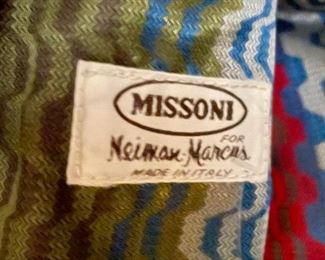 MISSONI
FOR
Neiman-Marcus
MADE IN ITALY